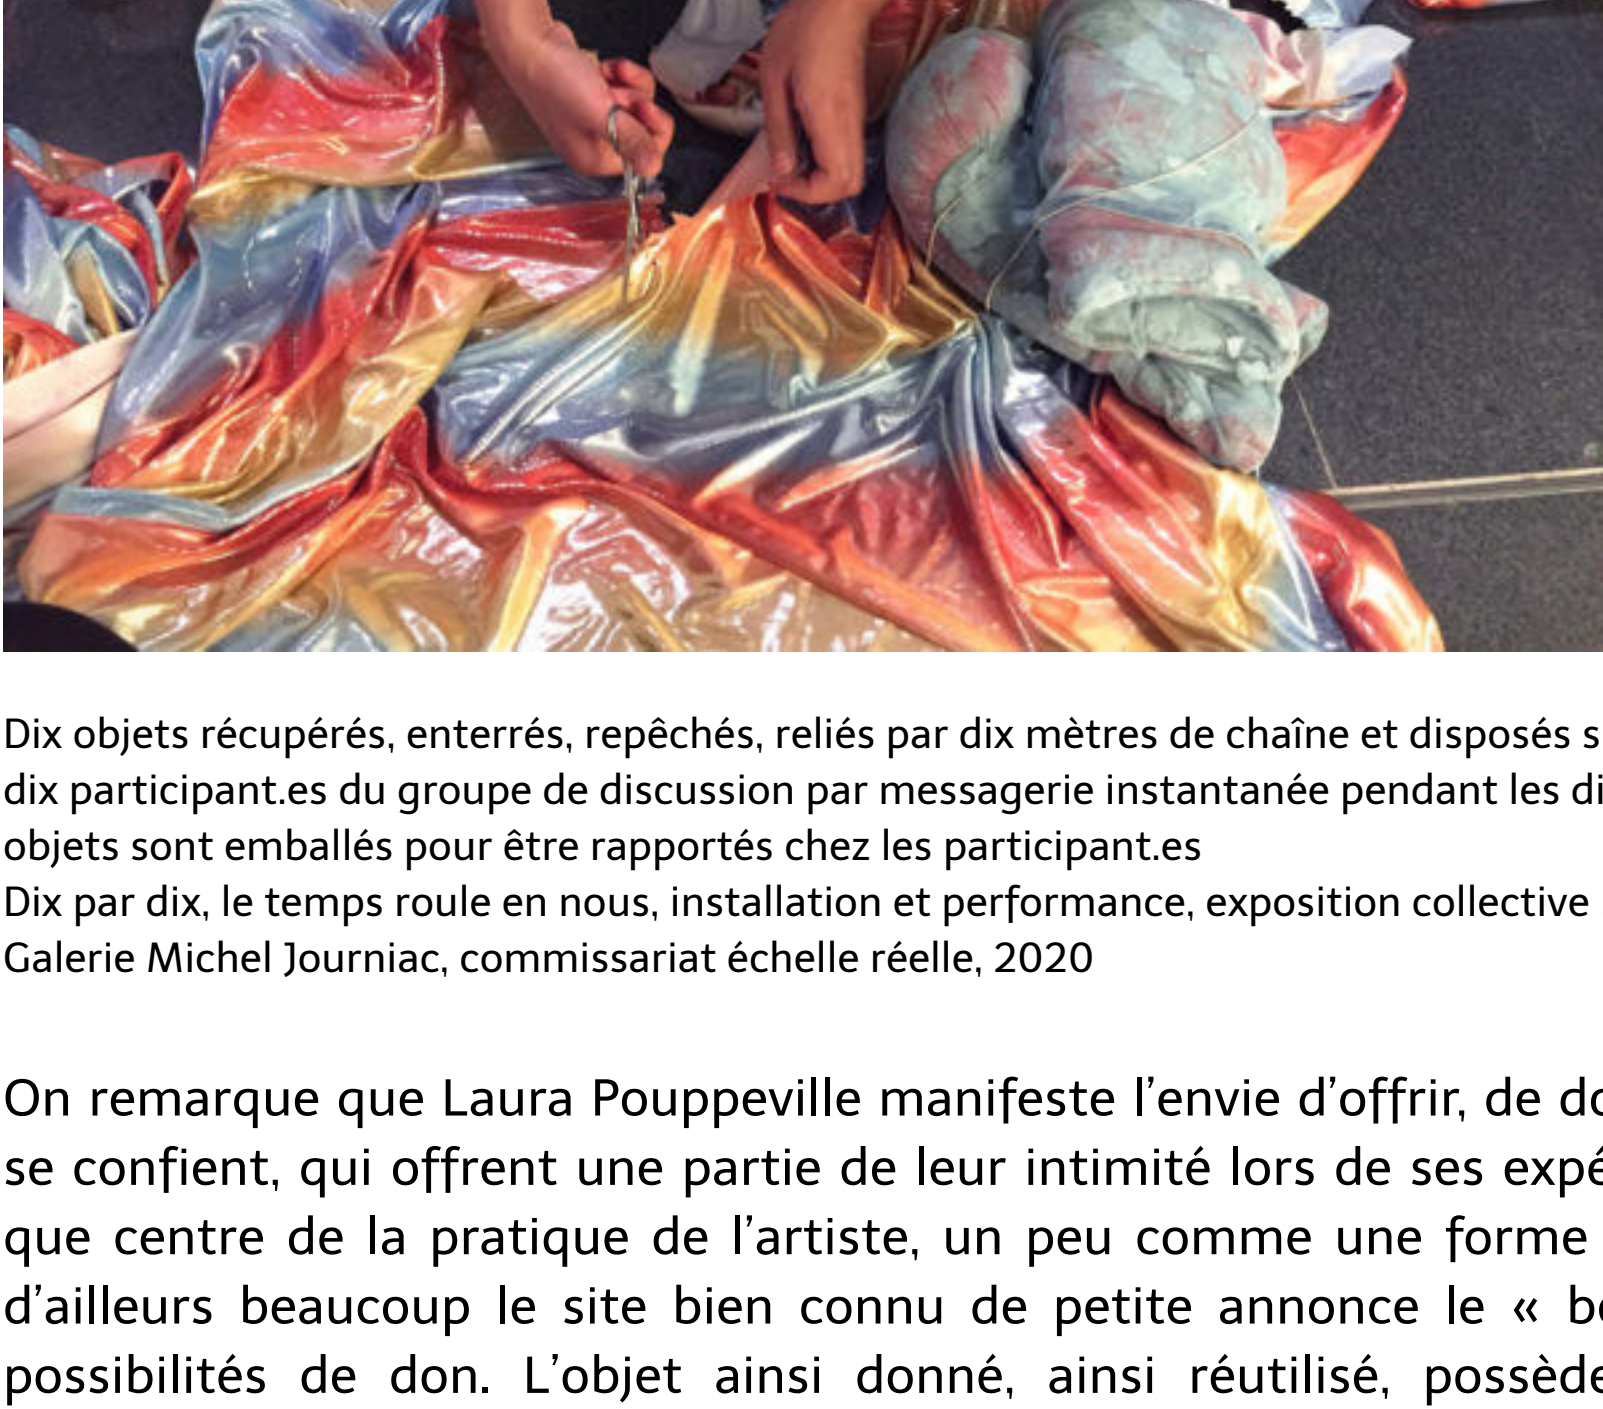 Dix objets récupérés, enterrés, repêchés, reliés par dix mètres de chaîne et disposés
dix participant.es du groupe de discussion par messagerie instantanée pendant les
objets sont emballés pour être rapportés chez les participant.es
Dix par dix, le temps roule en nous, installation et performance, exposition collective
Galerie Michel Journiac, commissariat échelle réelle, 2020
On remarque que Laura Pouppeville manifeste l’envie d’offrir, de
se confient, qui offrent une partie de leur intimité lors de ses
que centre de la pratique de l’artiste, un peu comme une forme
d’ailleurs beaucoup le site bien connu de petite annonce le «
possibilités de don. L’objet ainsi donné, ainsi réutilisé,